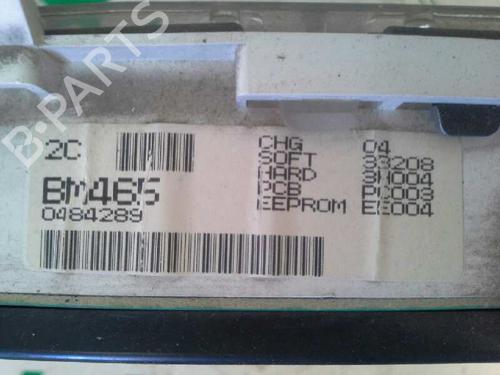 B-PARTS
2C
BM465
0484289
CHG 04
SOFT 33208
HARD 3H004
PCB PC003
EEPROM EE004